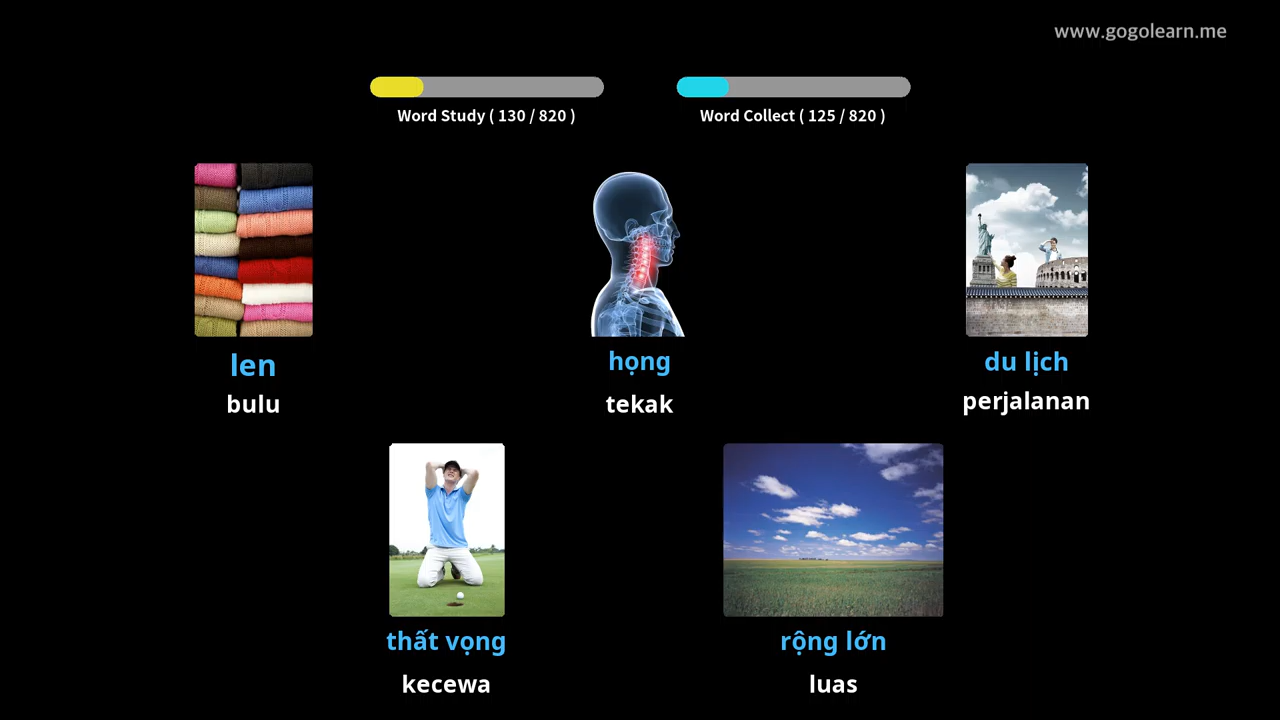 www.gogolearn.me
Word Study ( 130 / 820 )
Word Collect ( 125 / 820 )
len
họng
du lịch
bulu
tekak
perjalanan
thất vọng
rộng lớn
kecewa
luas